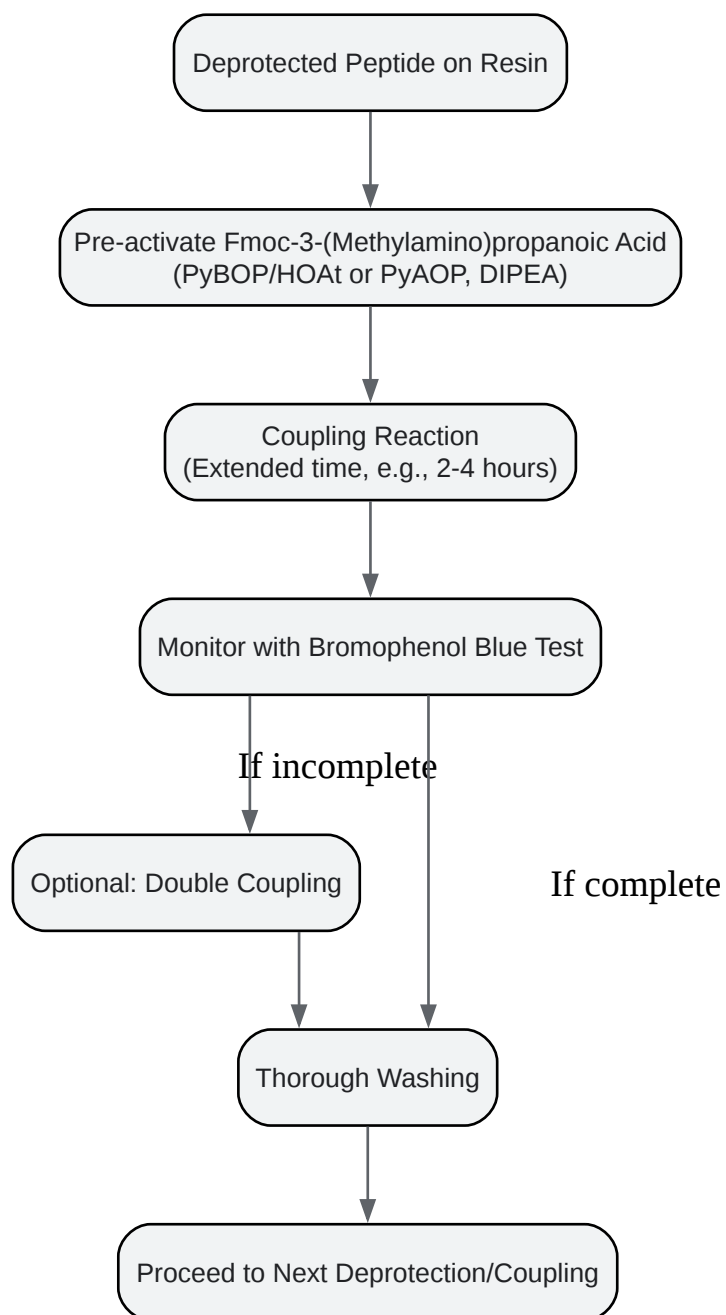 Deprotected Peptide on Resin
Pre-activate Fmoc-3-(Methylamino)propanoic Acid
(PyBOP/HOAt or PyAOP, DIPEA)
Coupling Reaction
(Extended time, e.g., 2-4 hours)
Monitor with Bromophenol Blue Test
If incomplete
Optional: Double Coupling
If complete
Thorough Washing
Proceed to Next Deprotection/Coupling